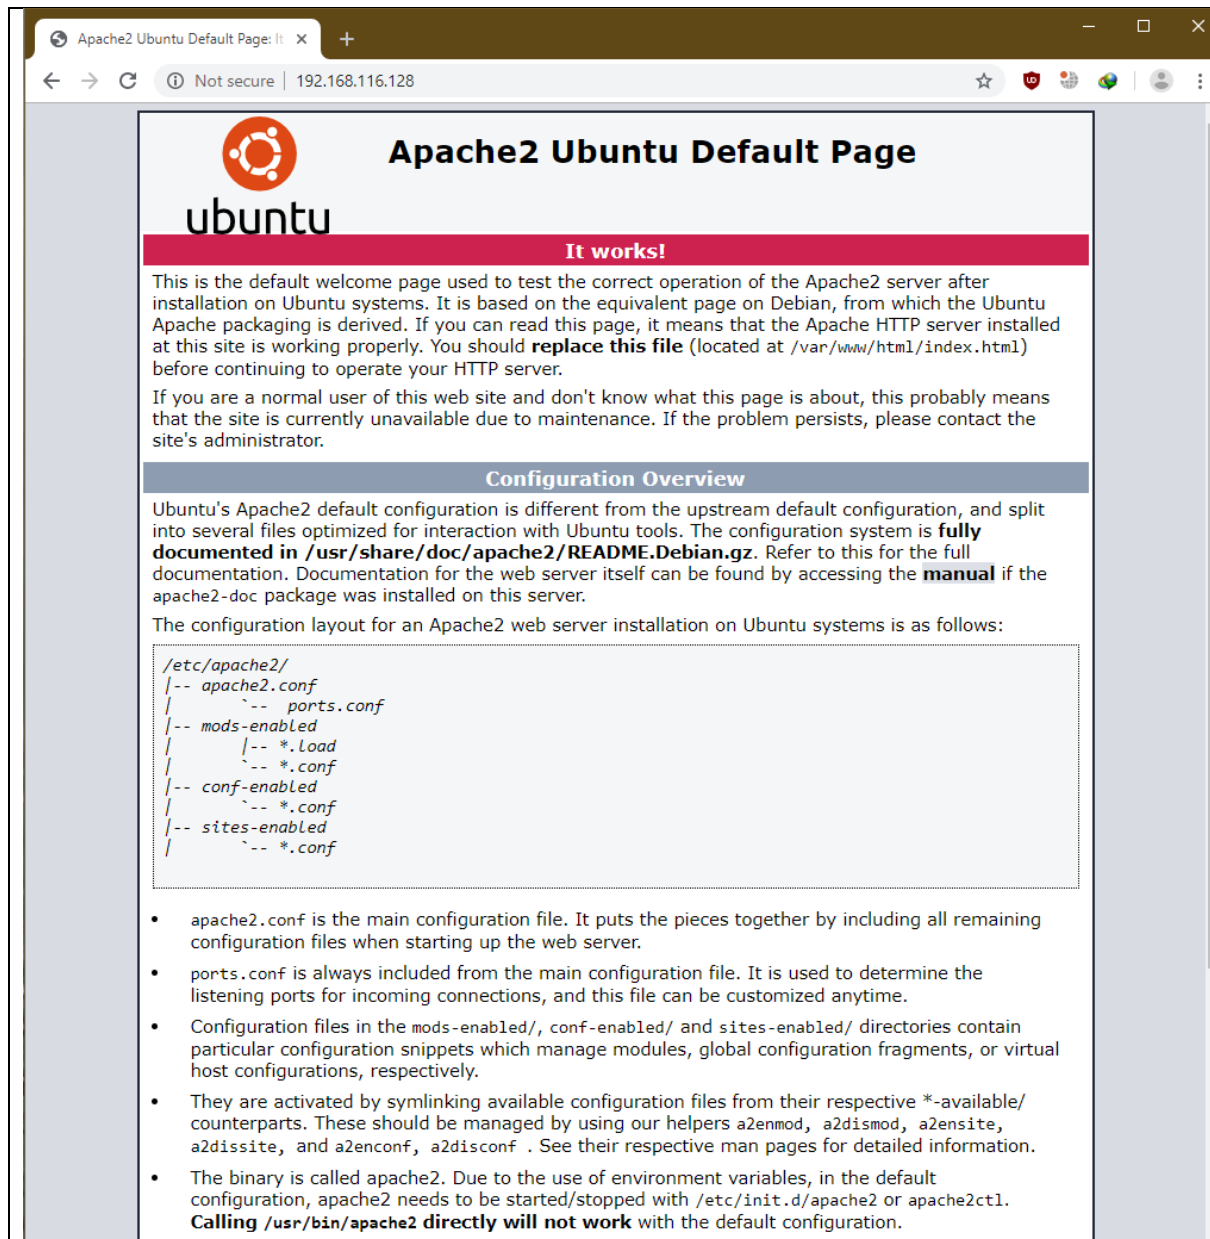 Apache2 Ubuntu Default Page: It
Not secure | 192.168.116.128
ubuntu
Apache2 Ubuntu Default Page
It works!
This is the default welcome page used to test the correct operation of the Apache2 server after
installation on Ubuntu systems. It is based on the equivalent page on Debian, from which the Ubuntu
Apache packaging is derived. If you can read this page, it means that the Apache HTTP server installed
at this site is working properly. You should replace this file (located at /var/www/html/index.html)
before continuing to operate your HTTP server.
If you are a normal user of this web site and don't know what this page is about, this probably means
that the site is currently unavailable due to maintenance. If the problem persists, please contact the
site's administrator.
Configuration Overview
Ubuntu's Apache2 default configuration is different from the upstream default configuration, and split
into several files optimized for interaction with Ubuntu tools. The configuration system is fully
documented in /usr/share/doc/apache2/README.Debian.gz. Refer to this for the full
documentation. Documentation for the web server itself can be found by accessing the manual if the
apache2-doc package was installed on this server.
The configuration layout for an Apache2 web server installation on Ubuntu systems is as follows:
/etc/apache2/
|-- apache2.conf
|       `--  ports.conf
|-- mods-enabled
|       |-- *.load
|       `-- *.conf
|-- conf-enabled
|       `-- *.conf
|-- sites-enabled
|       `-- *.conf
• apache2.conf is the main configuration file. It puts the pieces together by including all remaining
configuration files when starting up the web server.
• ports.conf is always included from the main configuration file. It is used to determine the
listening ports for incoming connections, and this file can be customized anytime.
• Configuration files in the mods-enabled/, conf-enabled/ and sites-enabled/ directories contain
particular configuration snippets which manage modules, global configuration fragments, or virtual
host configurations, respectively.
• They are activated by symlinking available configuration files from their respective *-available/
counterparts. These should be managed by using our helpers a2enmod, a2dismod, a2ensite,
a2dissite, and a2enconf, a2disconf . See their respective man pages for detailed information.
• The binary is called apache2. Due to the use of environment variables, in the default
configuration, apache2 needs to be started/stopped with /etc/init.d/apache2 or apache2ctl.
Calling /usr/bin/apache2 directly will not work with the default configuration.